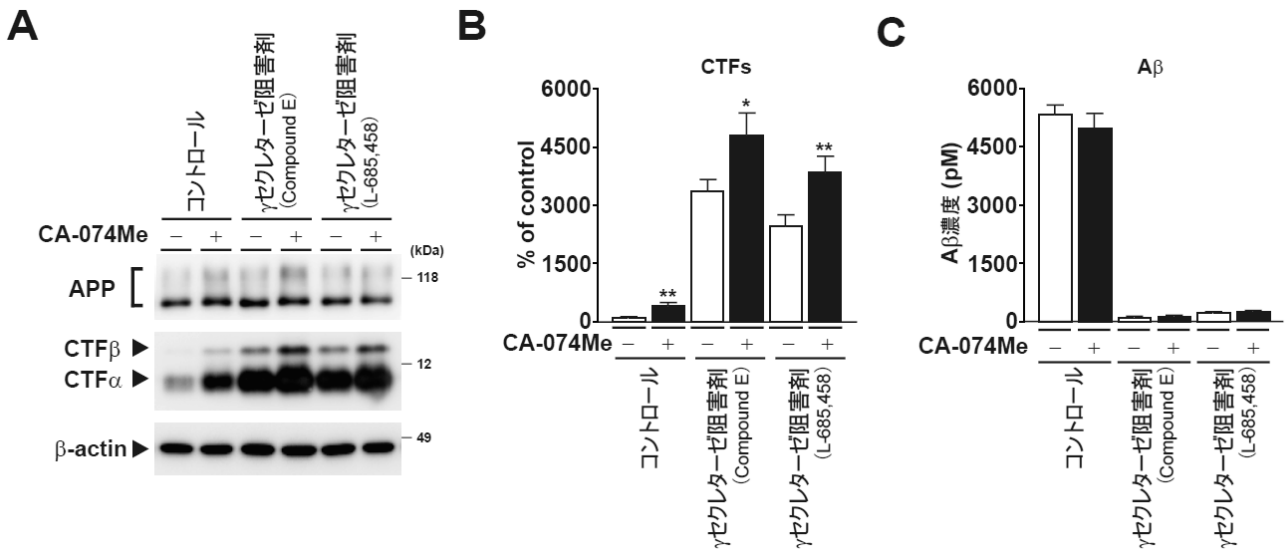 A
コントロール
γセクレターゼ阻害剤
(Compound E)
γセクレターゼ阻害剤
(L-685,458)
CA-074Me − + − + − +
(kDa)
APP
118
CTFβ
12
CTFα
β-actin
49
B
CTFs
% of control
6000
4500
3000
1500
0
**
*
**
CA-074Me − + − + − +
コントロール
γセクレターゼ阻害剤
(Compound E)
γセクレターゼ阻害剤
(L-685,458)
C
Aβ
Aβ濃度 (pM)
6000
4500
3000
1500
0
CA-074Me − + − + − +
コントロール
γセクレターゼ阻害剤
(Compound E)
γセクレターゼ阻害剤
(L-685,458)